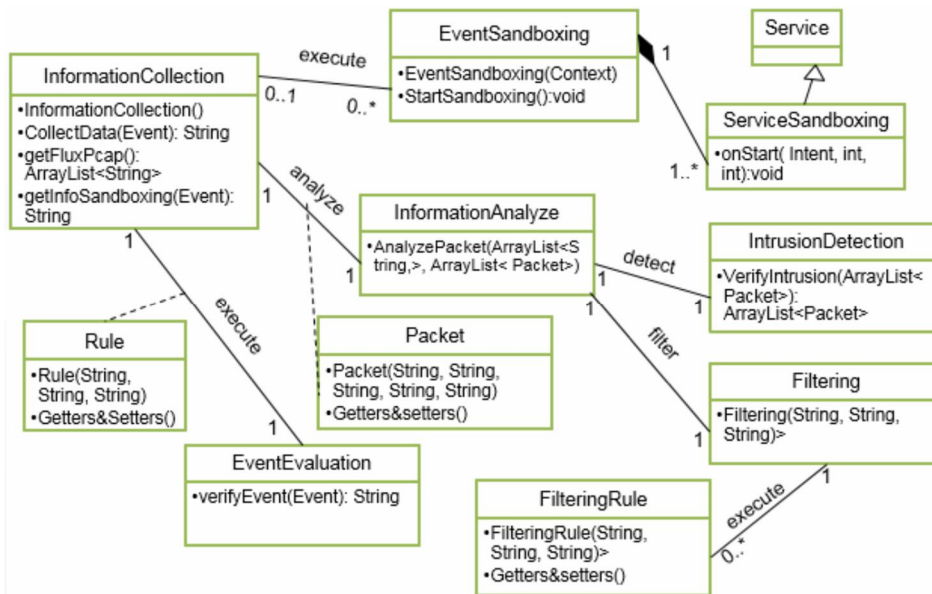 EventSandboxing
•EventSandboxing(Context)
•StartSandboxing():void
1
1..*
Service
ServiceSandboxing
•onStart( Intent, int,
int):void
execute
0..1
0..*
InformationCollection
•InformationCollection()
•CollectData(Event): String
•getFluxPcap():
ArrayList<String>
•getInfoSandboxing(Event):
String
1
analyze
1
InformationAnalyze
•AnalyzePacket(ArrayList<S
tring,>, ArrayList< Packet>)
1
detect
1
IntrusionDetection
•VerifyIntrusion(ArrayList<
Packet>):
ArrayList<Packet>
1
execute
1
Rule
•Rule(String,
String, String)
•Getters&Setters()
Packet
•Packet(String, String,
String, String, String)
•Getters&setters()
1
filter
1
Filtering
•Filtering(String, String,
String)>
EventEvaluation
•verifyEvent(Event): String
FilteringRule
•FilteringRule(String,
String, String)>
•Getters&setters()
1
execute
0..*